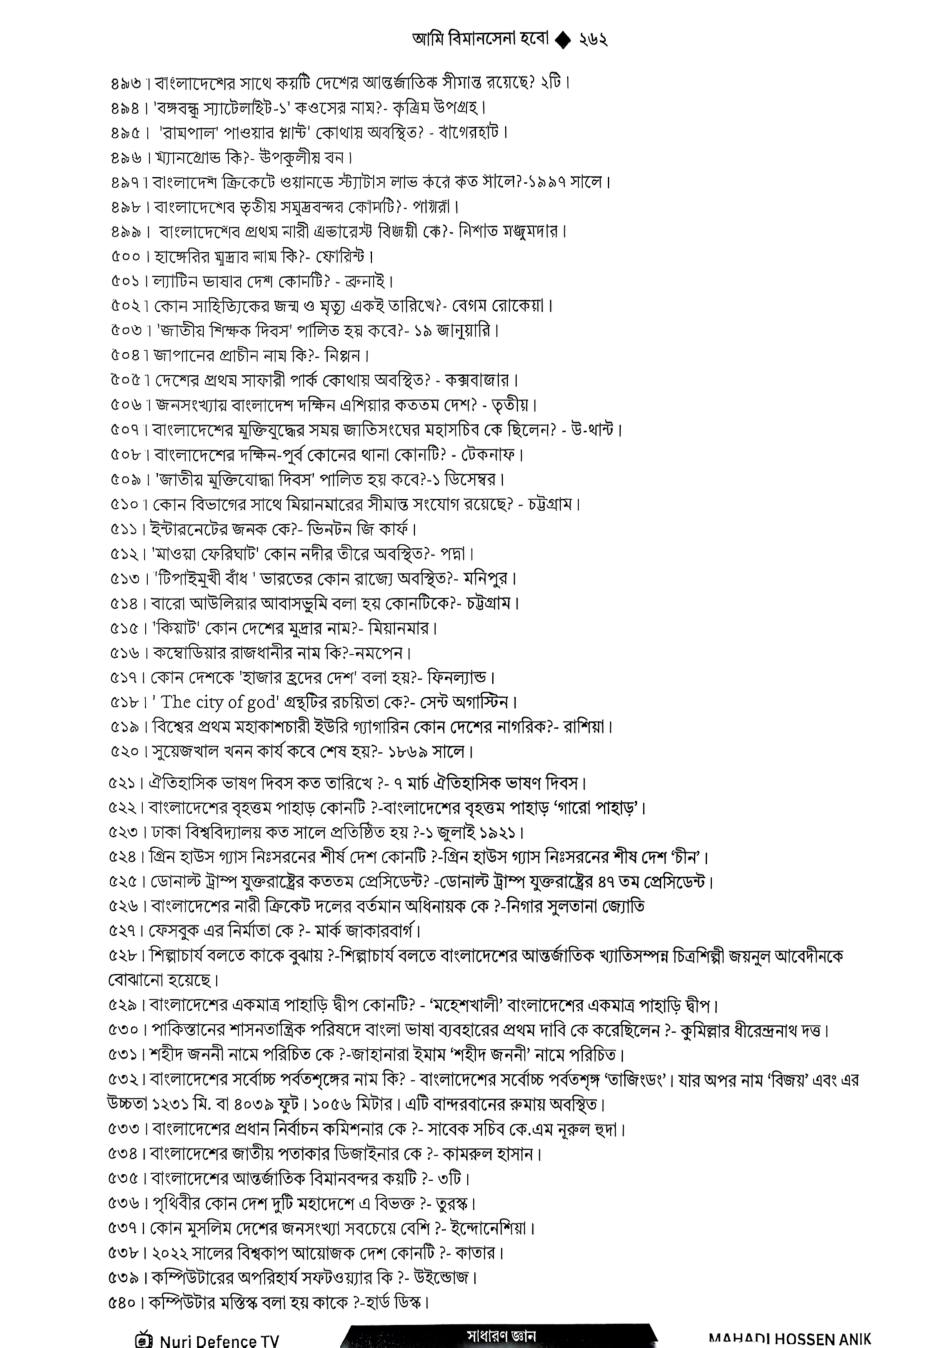 আমি বিমানসেনা হবো ◆ ২৬২
৪৯৩। বাংলাদেশের সাথে কয়টি দেশের আন্তর্জাতিক সীমান্ত রয়েছে? ২টি।
৪৯৪। 'বঙ্গবন্ধু স্যাটেলাইট-১' কওসের নাম?- কৃত্রিম উপগ্রহ।
৪৯৫। 'রামপাল' পাওয়ার প্লান্ট' কোথায় অবস্থিত? - বাগেরহাট।
৪৯৬। ম্যানগ্রোভ কি?- উপকূলীয় বন।
৪৯৭। বাংলাদেশ ক্রিকেটে ওয়ানডে স্ট্যাটাস লাভ করে কত সালে?-১৯৯৭ সালে।
৪৯৮। বাংলাদেশের তৃতীয় সমুদ্রবন্দর কোনটি?- পায়রা।
৪৯৯। বাংলাদেশের প্রথম নারী এভারেস্ট বিজয়ী কে?- নিশাত মজুমদার।
৫০০। হাঙ্গেরির মুদ্রার নাম কি?- ফোরিন্ট।
৫০১। ল্যাটিন ভাষার দেশ কোনটি? - ব্রুনাই।
৫০২। কোন সাহিত্যিকের জন্ম ও মৃত্যু একই তারিখে?- বেগম রোকেয়া।
৫০৩। 'জাতীয় শিক্ষক দিবস' পালিত হয় কবে?- ১৯ জানুয়ারি।
৫০৪। জাপানের প্রাচীন নাম কি?- নিপ্পন।
৫০৫। দেশের প্রথম সাফারী পার্ক কোথায় অবস্থিত? - কক্সবাজার।
৫০৬। জনসংখ্যায় বাংলাদেশ দক্ষিন এশিয়ার কততম দেশ? - তৃতীয়।
৫০৭। বাংলাদেশের মুক্তিযুদ্ধের সময় জাতিসংঘের মহাসচিব কে ছিলেন? - উ-থান্ট।
৫০৮। বাংলাদেশের দক্ষিন-পূর্ব কোনের থানা কোনটি? - টেকনাফ।
৫০৯। 'জাতীয় মুক্তিযোদ্ধা দিবস' পালিত হয় কবে?-১ ডিসেম্বর।
৫১০। কোন বিভাগের সাথে মিয়ানমারের সীমান্ত সংযোগ রয়েছে? - চট্টগ্রাম।
৫১১। ইন্টারনেটের জনক কে?- ভিনটন জি কার্ফ।
৫১২। 'মাওয়া ফেরিঘাট' কোন নদীর তীরে অবস্থিত?- পদ্মা।
৫১৩। 'টিপাইমুখী বাঁধ ' ভারতের কোন রাজ্যে অবস্থিত?- মনিপুর।
৫১৪। বারো আউলিয়ার আবাসভুমি বলা হয় কোনটিকে?- চট্টগ্রাম।
৫১৫। 'কিয়াট' কোন দেশের মুদ্রার নাম?- মিয়ানমার।
৫১৬। কম্বোডিয়ার রাজধানীর নাম কি?-নমপেন।
৫১৭। কোন দেশকে 'হাজার হ্রদের দেশ' বলা হয়?- ফিনল্যান্ড।
৫১৮। ' The city of god' গ্রন্থটির রচয়িতা কে?- সেন্ট অগাস্টিন।
৫১৯। বিশ্বের প্রথম মহাকাশচারী ইউরি গ্যাগারিন কোন দেশের নাগরিক?- রাশিয়া।
৫২০। সুয়েজখাল খনন কার্য কবে শেষ হয়?- ১৮৬৯ সালে।
৫২১। ঐতিহাসিক ভাষণ দিবস কত তারিখে ?- ৭ মার্চ ঐতিহাসিক ভাষণ দিবস।
৫২২। বাংলাদেশের বৃহত্তম পাহাড় কোনটি ?-বাংলাদেশের বৃহত্তম পাহাড় ‘গারো পাহাড়’।
৫২৩। ঢাকা বিশ্ববিদ্যালয় কত সালে প্রতিষ্ঠিত হয় ?-১ জুলাই ১৯২১।
৫২৪। গ্রিন হাউস গ্যাস নিঃসরনের শীর্ষ দেশ কোনটি ?-গ্রিন হাউস গ্যাস নিঃসরনের শীষ দেশ ‘চীন’।
৫২৫। ডোনাল্ট ট্রাম্প যুক্তরাষ্ট্রের কততম প্রেসিডেন্ট? -ডোনাল্ট ট্রাম্প যুক্তরাষ্ট্রের ৪৭ তম প্রেসিডেন্ট।
৫২৬। বাংলাদেশের নারী ক্রিকেট দলের বর্তমান অধিনায়ক কে ?-নিগার সুলতানা জ্যোতি
৫২৭। ফেসবুক এর নির্মাতা কে ?- মার্ক জাকারবার্গ।
৫২৮। শিল্পাচার্য বলতে কাকে বুঝায় ?-শিল্পাচার্য বলতে বাংলাদেশের আন্তর্জাতিক খ্যাতিসম্পন্ন চিত্রশিল্পী জয়নুল আবেদীনকে
বোঝানো হয়েছে।
৫২৯। বাংলাদেশের একমাত্র পাহাড়ি দ্বীপ কোনটি? - ‘মহেশখালী’ বাংলাদেশের একমাত্র পাহাড়ি দ্বীপ।
৫৩০। পাকিস্তানের শাসনতান্ত্রিক পরিষদে বাংলা ভাষা ব্যবহারের প্রথম দাবি কে করেছিলেন ?- কুমিল্লার ধীরেন্দ্রনাথ দত্ত।
৫৩১। শহীদ জননী নামে পরিচিত কে ?-জাহানারা ইমাম ‘শহীদ জননী’ নামে পরিচিত।
৫৩২। বাংলাদেশের সর্বোচ্চ পর্বতশৃঙ্গের নাম কি? - বাংলাদেশের সর্বোচ্চ পর্বতশৃঙ্গ ‘তাজিংডং’। যার অপর নাম ‘বিজয়’ এবং এর
উচ্চতা ১২৩১ মি. বা ৪০৩৯ ফুট। ১০৫৬ মিটার। এটি বান্দরবানের রুমায় অবস্থিত।
৫৩৩। বাংলাদেশের প্রধান নির্বাচন কমিশনার কে ?- সাবেক সচিব কে.এম নূরুল হুদা।
৫৩৪। বাংলাদেশের জাতীয় পতাকার ডিজাইনার কে ?- কামরুল হাসান।
৫৩৫। বাংলাদেশের আন্তর্জাতিক বিমানবন্দর কয়টি ?- ৩টি।
৫৩৬। পৃথিবীর কোন দেশ দুটি মহাদেশে এ বিভক্ত ?- তুরস্ক।
৫৩৭। কোন মুসলিম দেশের জনসংখ্যা সবচেয়ে বেশি ?- ইন্দোনেশিয়া।
৫৩৮। ২০২২ সালের বিশ্বকাপ আয়োজক দেশ কোনটি ?- কাতার।
৫৩৯। কম্পিউটারের অপরিহার্য সফটওয়্যার কি ?- উইন্ডোজ।
৫৪০। কম্পিউটার মস্তিস্ক বলা হয় কাকে ?-হার্ড ডিস্ক।
Nuri Defence TV
সাধারণ জ্ঞান
MAHADI HOSSEN ANIK